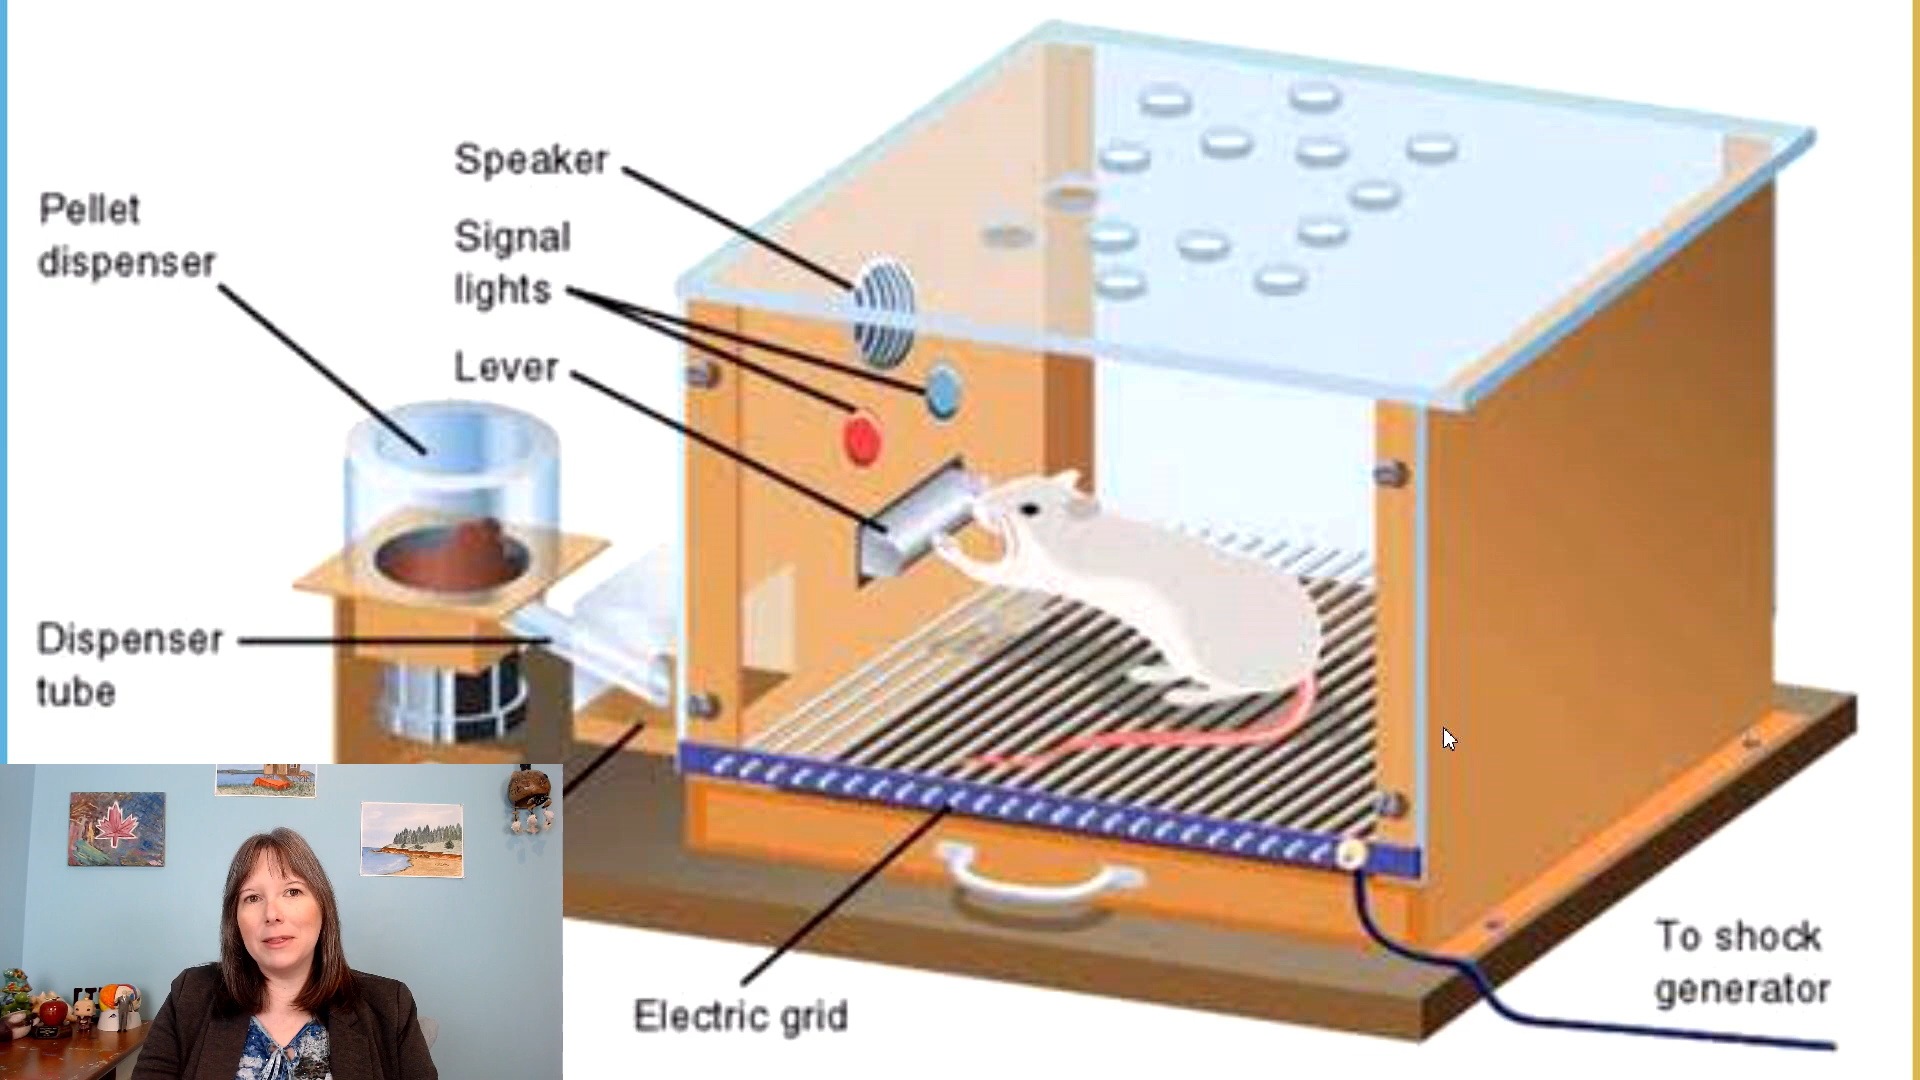 Speaker
Pellet
dispenser
Signal
lights
Lever
Dispenser
tube
Electric grid
To shock
generator